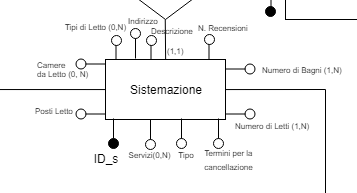 Tipo di Letto (0,N)
Indirizzo
Descrizione
N. Recensioni
(1,1)
Camere
da Letto (0, N)
Numero di Bagni (1,N)
Sistemazione
Posti Letto
Numero di Letti (1,N)
ID_s
Servizi(0,N)
Tipo
Termini per la
cancellazione